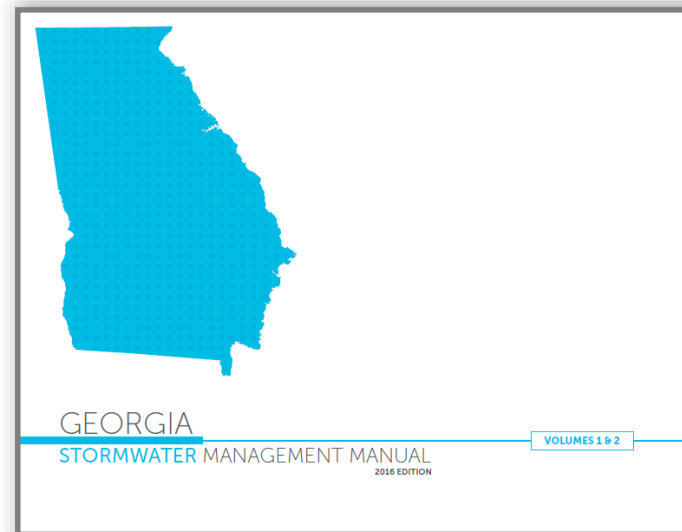 GEORGIA
VOLUMES 1 & 2
STORMWATER MANAGEMENT MANUAL
2016 EDITION